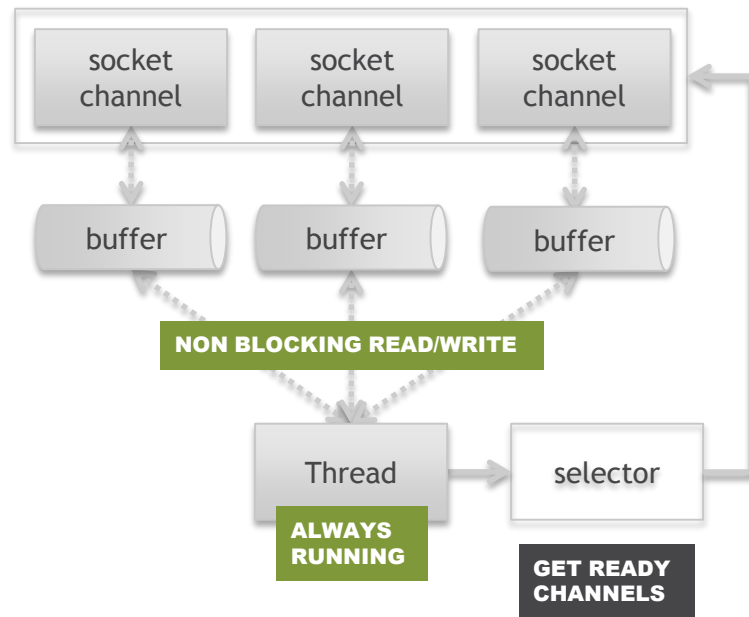 socket
channel
socket
channel
socket
channel
buffer
buffer
buffer
NON BLOCKING READ/WRITE
Thread
selector
ALWAYS
RUNNING
GET READY
CHANNELS